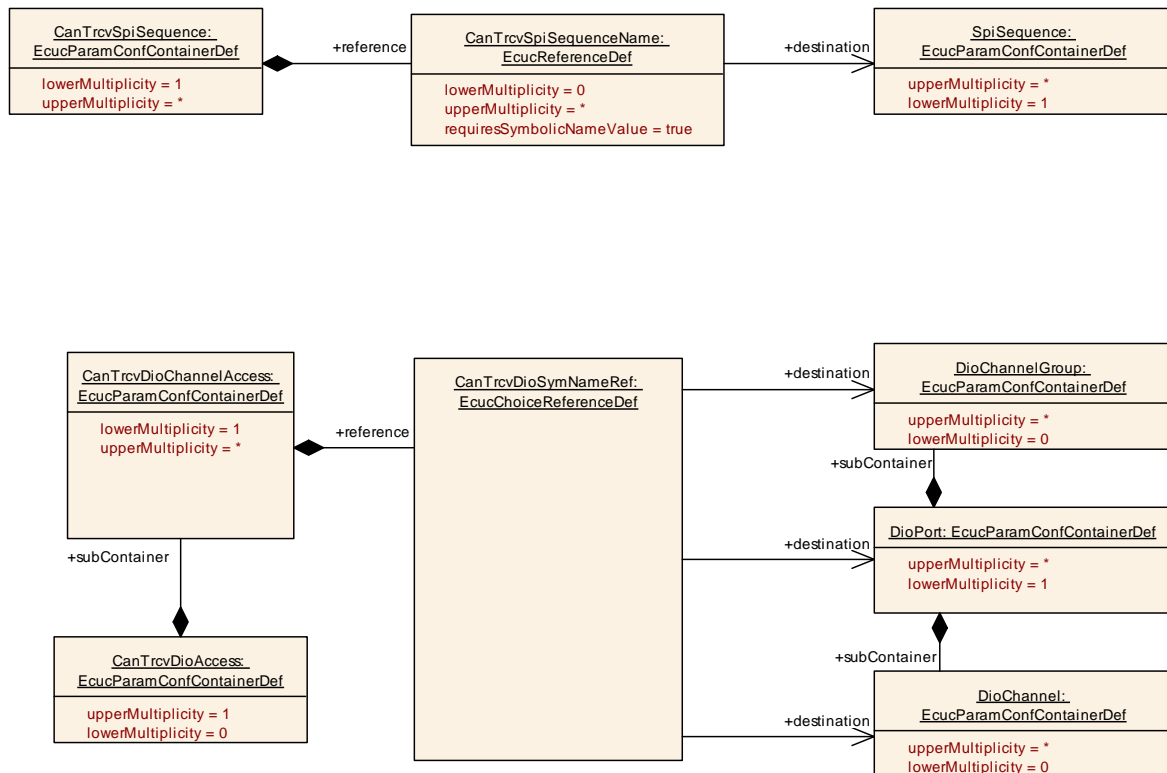 CanTrcvSpiSequence:
EcucParamConfContainerDef
lowerMultiplicity = 1
upperMultiplicity = *
+reference
CanTrcvSpiSequenceName:
EcucReferenceDef
lowerMultiplicity = 0
upperMultiplicity = *
requiresSymbolicNameValue = true
+destination
SpiSequence:
EcucParamConfContainerDef
upperMultiplicity = *
lowerMultiplicity = 1
CanTrcvDioChannelAccess:
EcucParamConfContainerDef
lowerMultiplicity = 1
upperMultiplicity = *
+reference
CanTrcvDioSymNameRef:
EcucChoiceReferenceDef
+destination
DioChannelGroup:
EcucParamConfContainerDef
upperMultiplicity = *
lowerMultiplicity = 0
+subContainer
+destination
DioPort: EcucParamConfContainerDef
upperMultiplicity = *
lowerMultiplicity = 1
+subContainer
+subContainer
CanTrcvDioAccess:
EcucParamConfContainerDef
upperMultiplicity = 1
lowerMultiplicity = 0
+destination
DioChannel:
EcucParamConfContainerDef
upperMultiplicity = *
lowerMultiplicity = 0